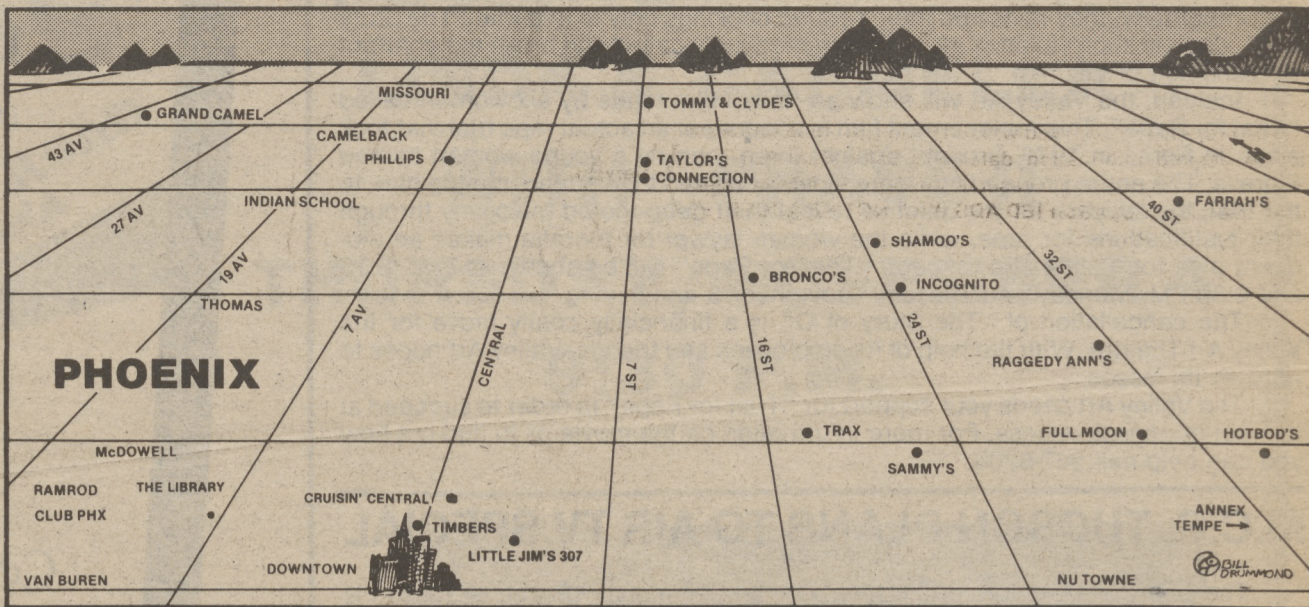 MISSOURI
TOMMY & CLYDE'S
GRAND CAMEL
43 AV
CAMELBACK
PHILLIPS
TAYLOR'S
CONNECTION
INDIAN SCHOOL
27 AV
40 ST
FARRAH'S
SHAMOO'S
19 AV
32 ST
BRONCO'S
INCOGNITO
THOMAS
7 AV
24 ST
CENTRAL
7 ST
16 ST
RAGGEDY ANN'S
PHOENIX
TRAX
FULL MOON
HOTBOD'S
McDOWELL
SAMMY'S
RAMROD
THE LIBRARY
CRUISIN' CENTRAL
CLUB PHX
TIMBERS
ANNEX
TEMPE
LITTLE JIM'S 307
DOWNTOWN
VAN BUREN
NU TOWNE
BILL
DRUMMOND